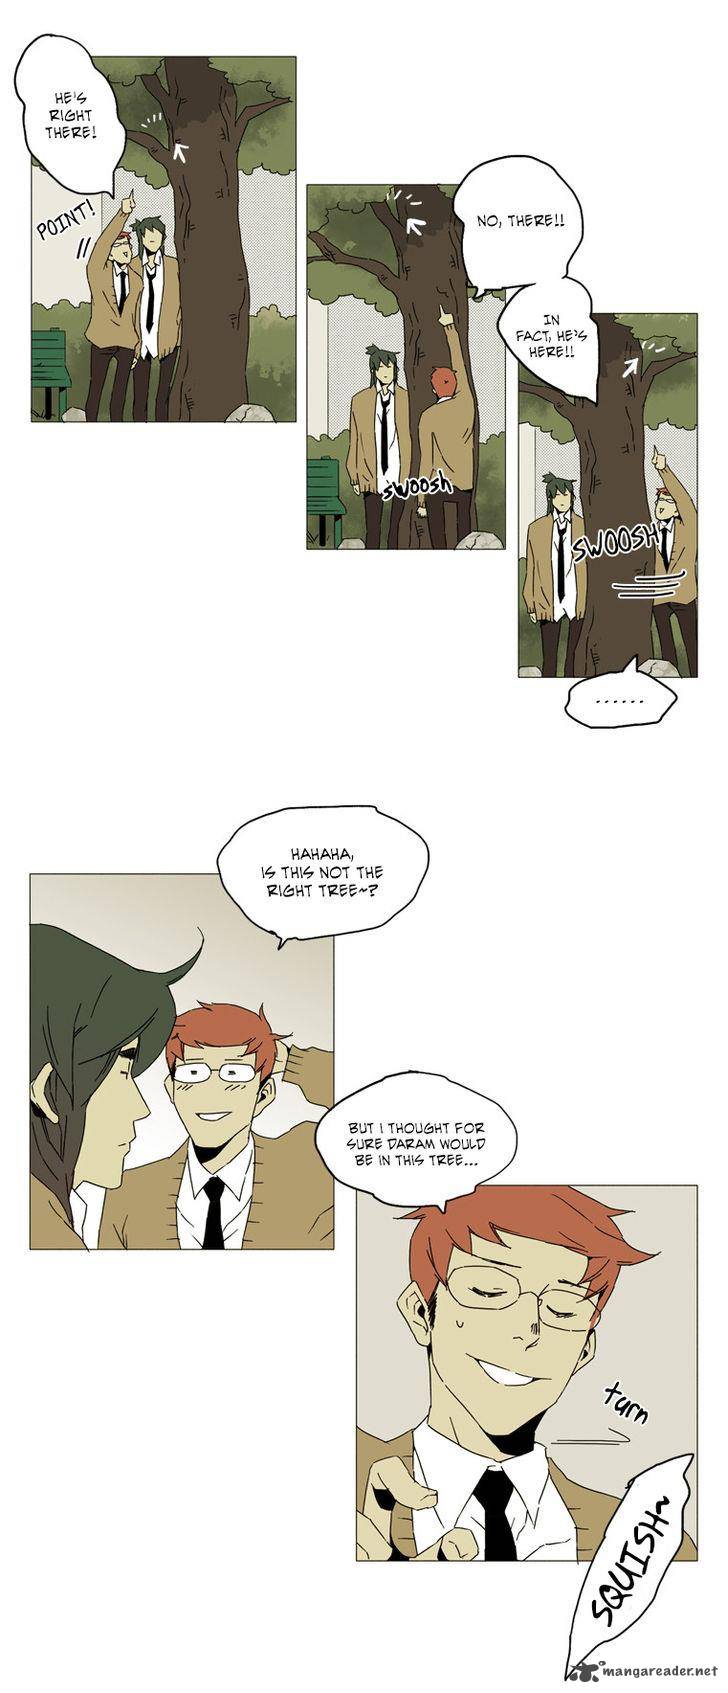 HE'S
RIGHT
THERE!
POINT!
NO, THERE!!
swoosh
IN
FACT, HE'S
HERE!!
SWOOSH
......
HAHAHA,
IS THIS NOT THE
RIGHT TREE~?
BUT I THOUGHT FOR
SURE DARAM WOULD
BE IN THIS TREE...
turn
SQUISH~
mangareader.net